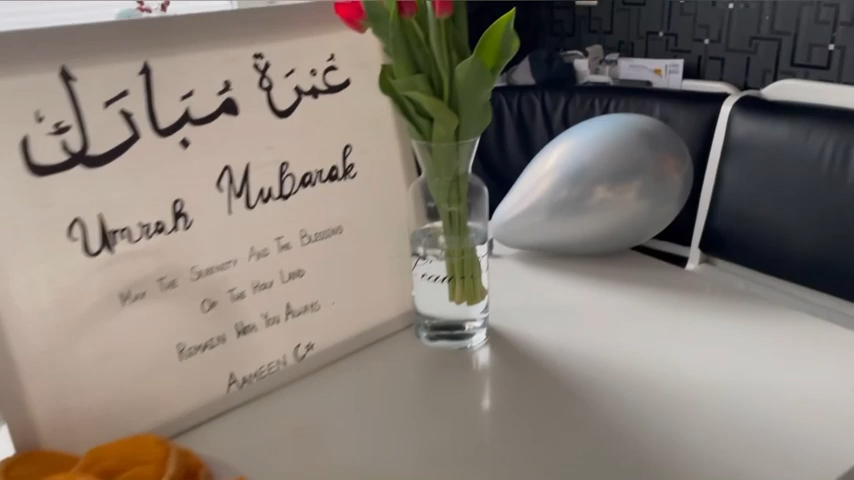 عُمْرَة مُبَارَك
Umrah Mubarak
May The Serenity And The Blessing
Of The Holy Land
Remain With You Always.
Aameen